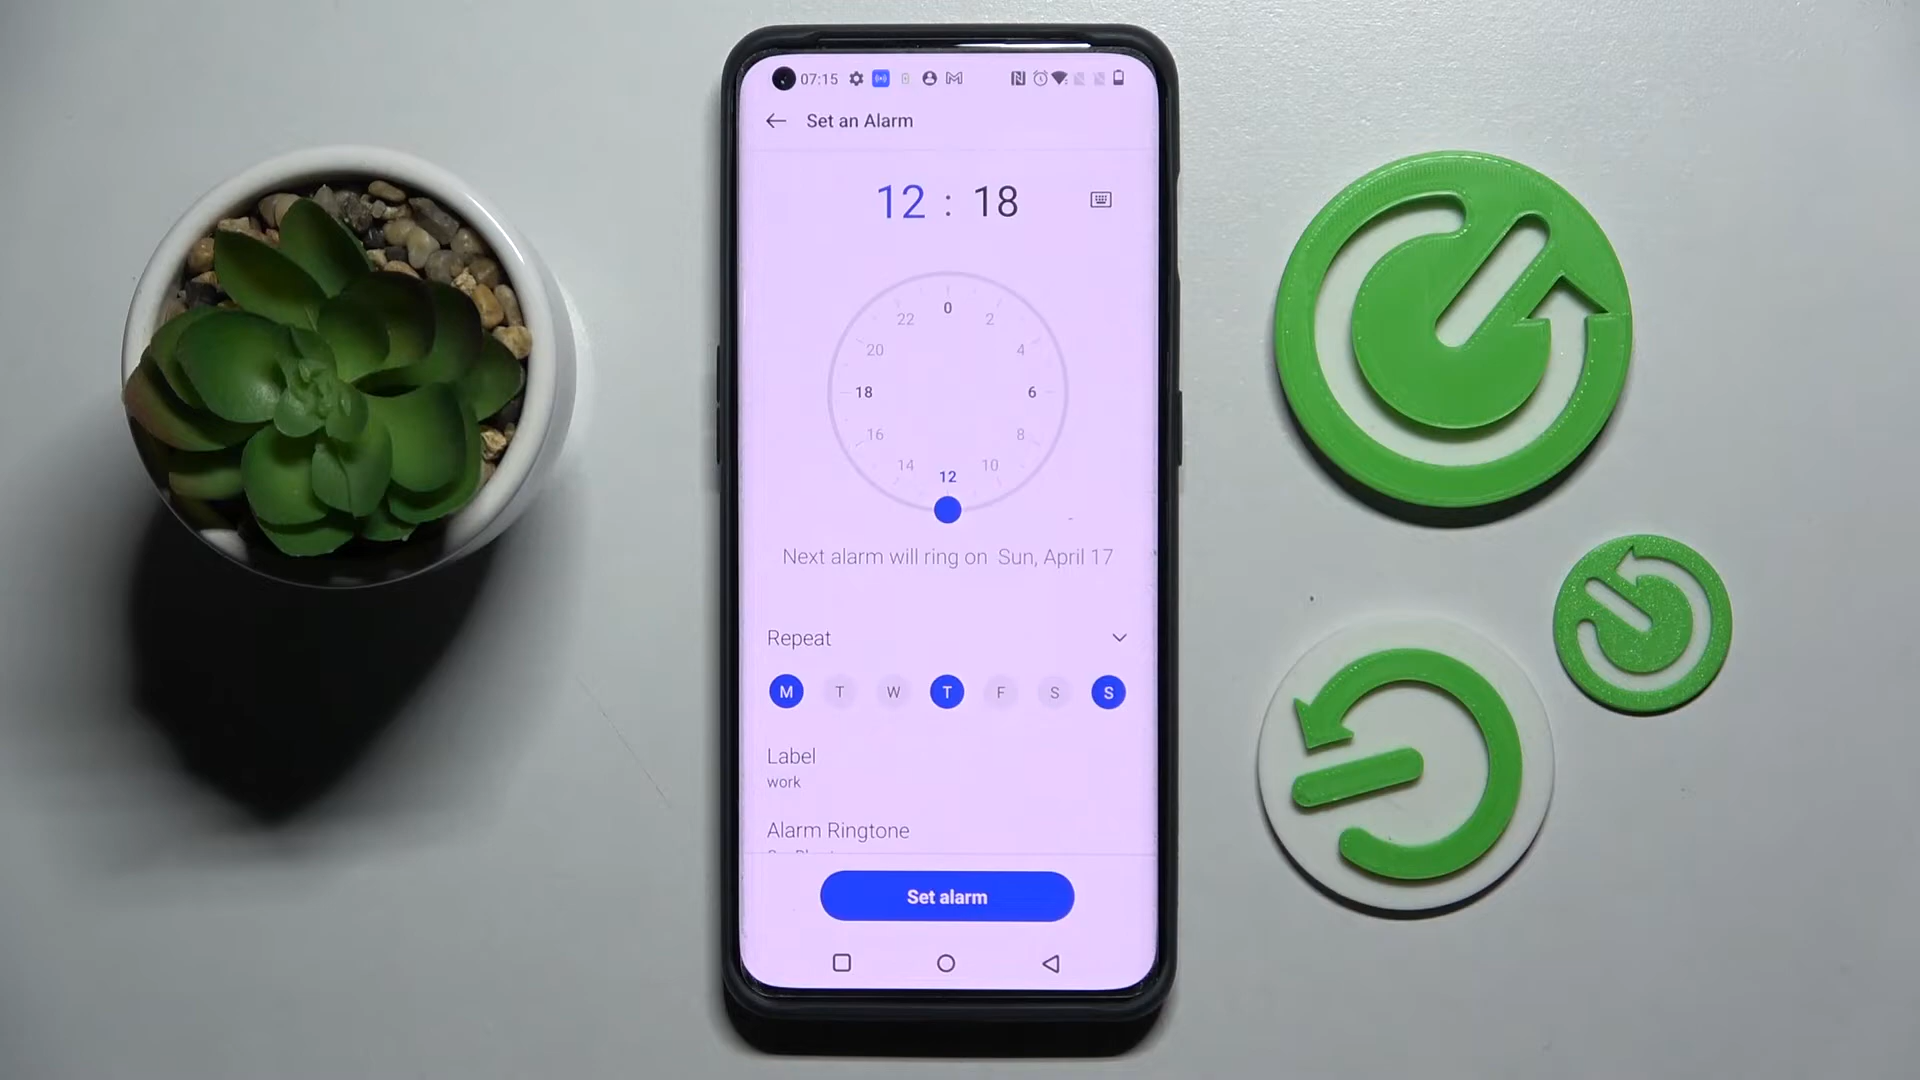 07:15
Set an Alarm
12 : 18
0
22 2
20 4
18 6
16 8
14 10
12
Next alarm will ring on Sun, April 17
Repeat
M T W T F S S
Label
work
Alarm Ringtone
Set alarm